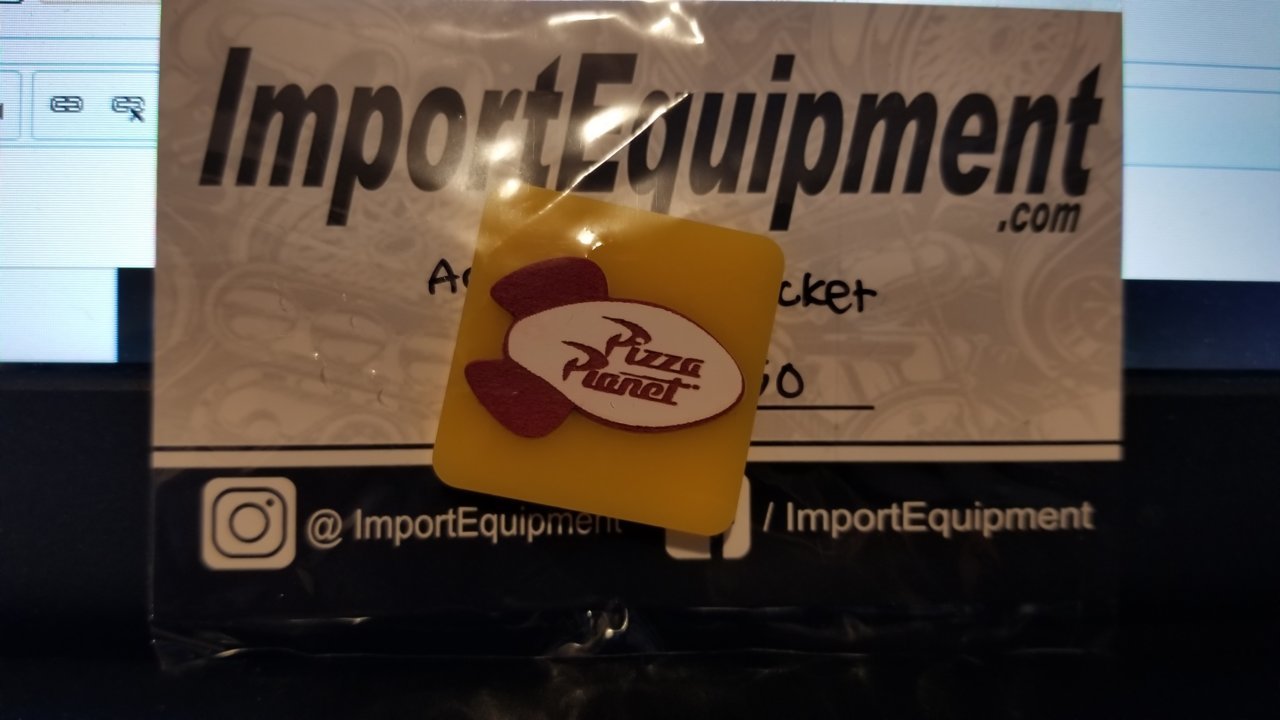 ImportEquipment
.com
Pizza
Planet
@ ImportEquipment
/ ImportEquipment